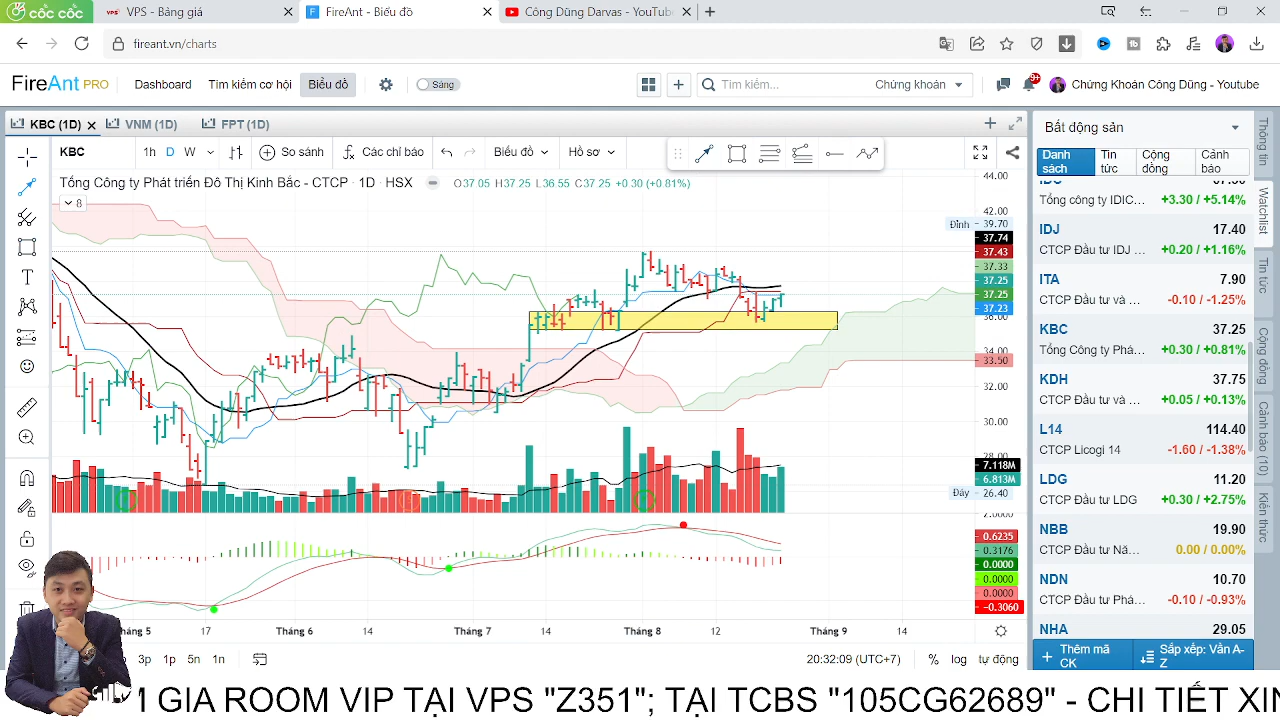 cốc cốc
VPS - Bảng giá
FireAnt - Biểu đồ
Công Dũng Darvas - YouTube
fireant.vn/charts
FireAnt PRO
Dashboard
Tìm kiếm cơ hội
Biểu đồ
Sáng
Tìm kiếm...
Chứng khoán
9+
Chứng Khoán Công Dũng - Youtube
KBC (1D)
VNM (1D)
FPT (1D)
KBC
1h
D
W
So sánh
Các chỉ báo
Biểu đồ
Hồ sơ
Tổng Công ty Phát triển Đô Thị Kinh Bắc - CTCP · 1D · HSX
O37.05 H37.25 L36.55 C37.25 +0.30 (+0.81%)
8
44.00
42.00
Đỉnh 39.70
37.74
37.43
37.33
37.25
37.25
37.23
36.00
34.00
33.50
32.00
30.00
28.00
7.118M
6.813M
Đáy 26.40
2.0000
0.6235
0.3176
0.0000
0.0000
0.0000
-0.3060
17
Tháng 6
14
Tháng 7
14
Tháng 8
12
Tháng 9
14
3p
1p
5n
1n
20:32:09 (UTC+7)
%
log
tự động
Bất động sản
Danh sách
Tin tức
Cộng đồng
Cảnh báo
Tổng công ty IDIC... +3.30 / +5.14%
IDJ 17.40
CTCP Đầu tư IDJ ... +0.20 / +1.16%
ITA 7.90
CTCP Đầu tư và ... -0.10 / -1.25%
KBC 37.25
Tổng Công ty Phá... +0.30 / +0.81%
KDH 37.75
CTCP Đầu tư và ... +0.05 / +0.13%
L14 114.40
CTCP Licogi 14 -1.60 / -1.38%
LDG 11.20
CTCP Đầu tư LDG +0.30 / +2.75%
NBB 19.90
CTCP Đầu tư Nă... 0.00 / 0.00%
NDN 10.70
CTCP Đầu tư Phá... -0.10 / -0.93%
NHA 29.05
Thêm mã CK
Sắp xếp: Vần A-Z
Thông tin
Watchlist
Tin tức
Cộng đồng
Cảnh báo (10)
Kiến thức
GIA ROOM VIP TẠI VPS "Z351"; TẠI TCBS "105CG62689" - CHI TIẾT XIN